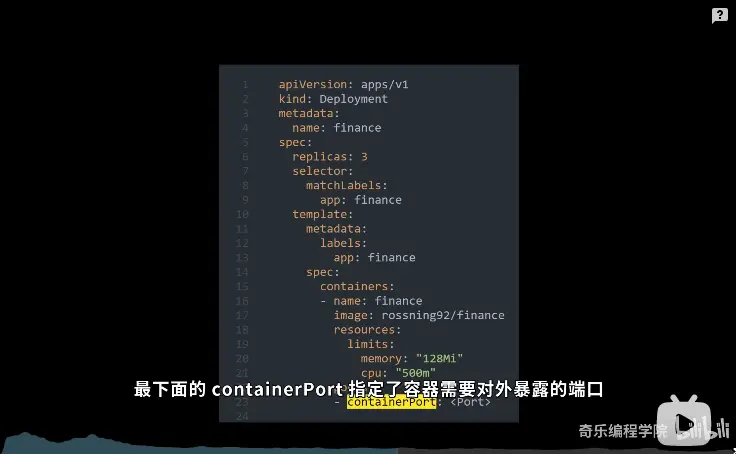 1 apiVersion: apps/v1
2 kind: Deployment
3 metadata:
4 name: finance
5 spec:
6 replicas: 3
7 selector:
8 matchLabels:
9 app: finance
10 template:
11 metadata:
12 labels:
13 app: finance
14 spec:
15 containers:
16 - name: finance
17 image: rossning92/finance
18 resources:
19 limits:
20 memory: "128Mi"
21 cpu: "500m"
最下面的 containerPort 指定了容器需要对外暴露的端口
23 - containerPort: <Port>
24
奇乐编程学院
bilibili